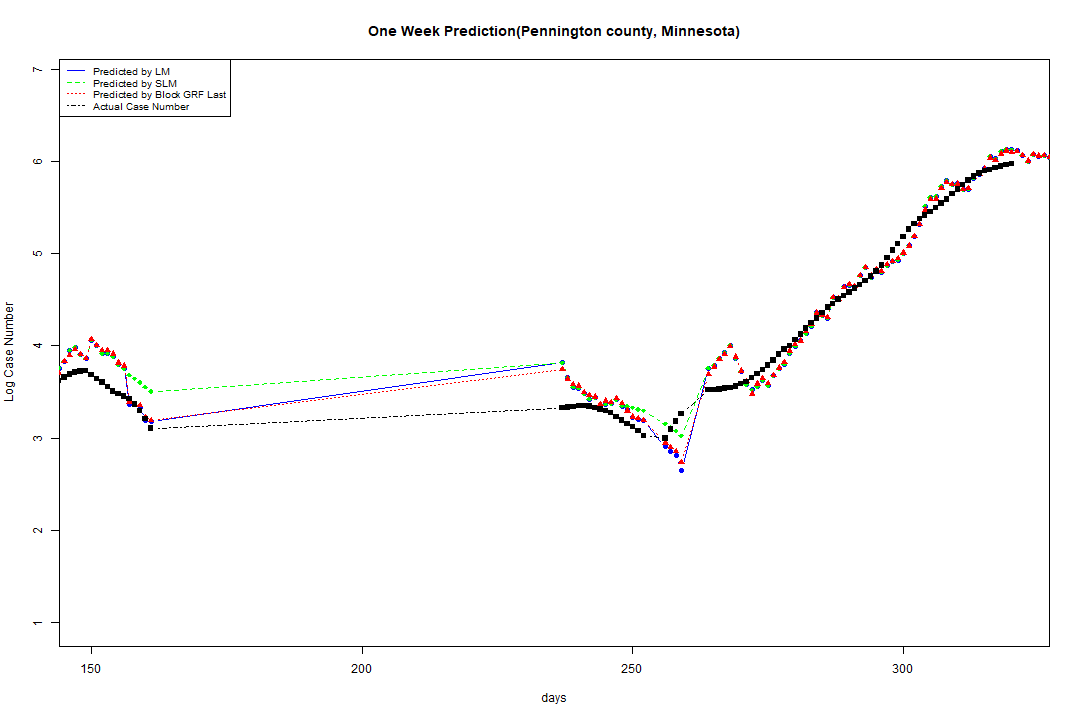 One Week Prediction(Pennington county, Minnesota)
Predicted by LM
Predicted by SLM
Predicted by Block GRF Last
Actual Case Number
7
6
5
4
3
2
1
Log Case Number
150 200 250 300
days